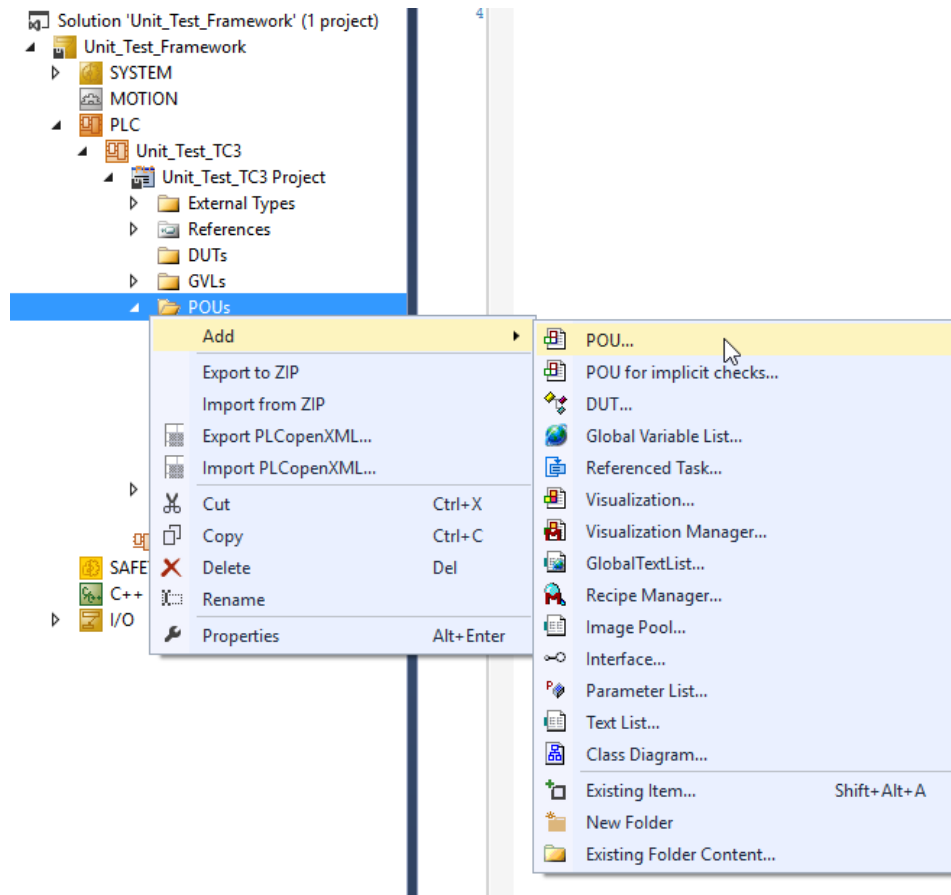 Solution 'Unit_Test_Framework' (1 project)
4
Unit_Test_Framework
SYSTEM
MOTION
PLC
Unit_Test_TC3
Unit_Test_TC3 Project
External Types
References
DUTs
GVLs
POUs
SAFE
C++
I/O
Add
Export to ZIP
Import from ZIP
Export PLCopenXML...
Import PLCopenXML...
Cut Ctrl+X
Copy Ctrl+C
Delete Del
Rename
Properties Alt+Enter
POU...
POU for implicit checks...
DUT...
Global Variable List...
Referenced Task...
Visualization...
Visualization Manager...
GlobalTextList...
Recipe Manager...
Image Pool...
Interface...
Parameter List...
Text List...
Class Diagram...
Existing Item... Shift+Alt+A
New Folder
Existing Folder Content...